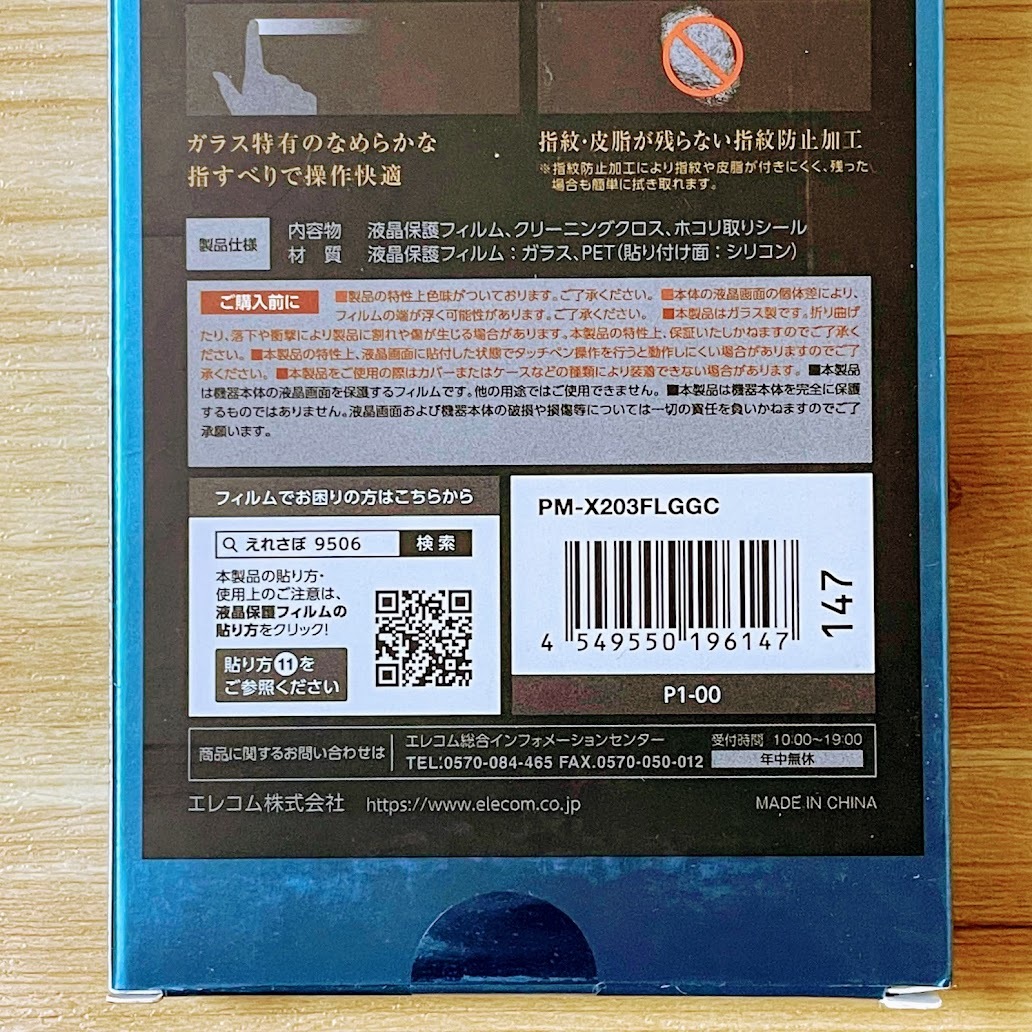 ガラス特有のなめらかな
指すべりで操作快適
指紋・皮脂が残らない指紋防止加工
※指紋防止加工により指紋や皮脂が付きにくく、残った
場合も簡単に拭き取れます。
製品仕様
内容物 液晶保護フィルム、クリーニングクロス、ホコリ取りシール
材 質 液晶保護フィルム：ガラス、PET（貼り付け面：シリコン）
ご購入前に ■製品の特性上色味がついております。ご了承ください。 ■本体の液晶画面の個体差により、
フィルムの端が浮く可能性があります。ご了承ください。 ■本製品はガラス製です。折り曲げ
たり、落下や衝撃により製品に割れや傷が生じる場合があります。本製品の特性上、保証いたしかねますのでご了承く
ださい。 ■本製品の特性上、液晶画面に貼付した状態でタッチペン操作を行うと動作しにくい場合がありますのでご了
承ください。 ■本製品をご使用の際はカバーまたはケースなどの種類により装着できない場合があります。 ■本製品
は機器本体の液晶画面を保護するフィルムです。他の用途ではご使用できません。 ■本製品は機器本体を完全に保護
するものではありません。液晶画面および機器本体の破損や損傷等については一切の責任を負いかねますのでご了
承願います。
フィルムでお困りの方はこちらから
えれさぽ 9506 検索
本製品の貼り方・
使用上のご注意は、
液晶保護フィルムの
貼り方をクリック!
貼り方⑪を
ご参照ください
PM-X203FLGGC
4 549550 196147
147
P1-00
商品に関するお問い合わせは
エレコム総合インフォメーションセンター
TEL:0570-084-465 FAX.0570-050-012
受付時間 10:00~19:00
年中無休
エレコム株式会社 https://www.elecom.co.jp
MADE IN CHINA